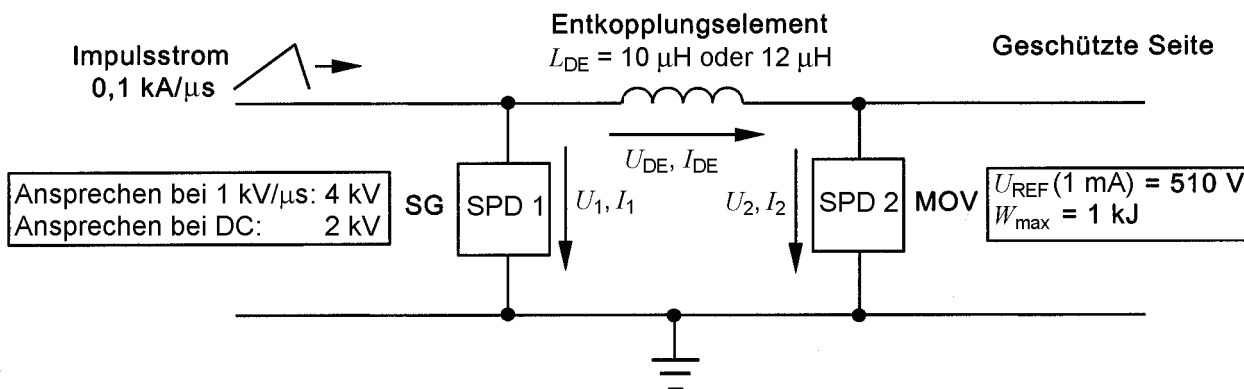 Entkopplungselement
L_DE = 10 μH oder 12 μH
Impulsstrom
0,1 kA/μs
Geschützte Seite
U_DE, I_DE
Ansprechen bei 1 kV/μs: 4 kV
Ansprechen bei DC: 2 kV
SG
SPD 1
U_1, I_1
U_2, I_2
SPD 2
MOV
U_REF (1 mA) = 510 V
W_max = 1 kJ